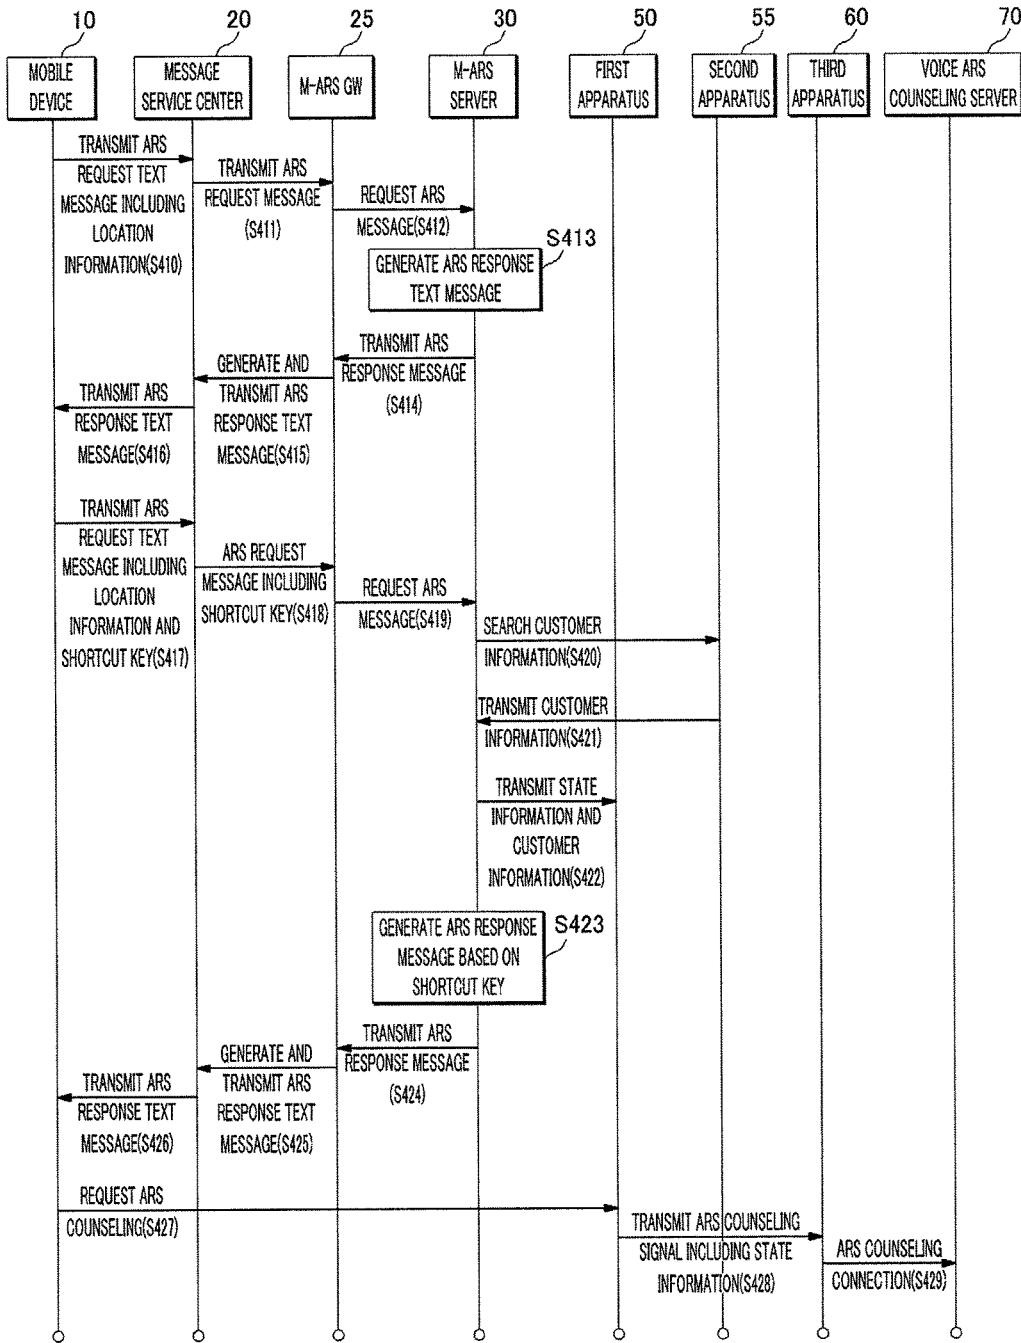 10
20
25
30
50
55
60
70
MOBILE
DEVICE
MESSAGE
SERVICE CENTER
M-ARS GW
M-ARS
SERVER
FIRST
APPARATUS
SECOND
APPARATUS
THIRD
APPARATUS
VOICE ARS
COUNSELING SERVER
TRANSMIT ARS
REQUEST TEXT
MESSAGE INCLUDING
LOCATION
INFORMATION(S410)
TRANSMIT ARS
REQUEST MESSAGE
(S411)
REQUEST ARS
MESSAGE(S412)
S413
GENERATE ARS RESPONSE
TEXT MESSAGE
TRANSMIT ARS
RESPONSE MESSAGE
(S414)
GENERATE AND
TRANSMIT ARS
RESPONSE TEXT
MESSAGE(S415)
TRANSMIT ARS
RESPONSE TEXT
MESSAGE(S416)
TRANSMIT ARS
REQUEST TEXT
MESSAGE INCLUDING
LOCATION
INFORMATION AND
SHORTCUT KEY(S417)
ARS REQUEST
MESSAGE INCLUDING
SHORTCUT KEY(S418)
REQUEST ARS
MESSAGE(S419)
SEARCH CUSTOMER
INFORMATION(S420)
TRANSMIT CUSTOMER
INFORMATION(S421)
TRANSMIT STATE
INFORMATION AND
CUSTOMER
INFORMATION(S422)
S423
GENERATE ARS RESPONSE
MESSAGE BASED ON
SHORTCUT KEY
TRANSMIT ARS
RESPONSE MESSAGE
(S424)
GENERATE AND
TRANSMIT ARS
RESPONSE TEXT
MESSAGE(S425)
TRANSMIT ARS
RESPONSE TEXT
MESSAGE(S426)
REQUEST ARS
COUNSELING(S427)
TRANSMIT ARS COUNSELING
SIGNAL INCLUDING STATE
INFORMATION(S428)
ARS COUNSELING
CONNECTION(S429)